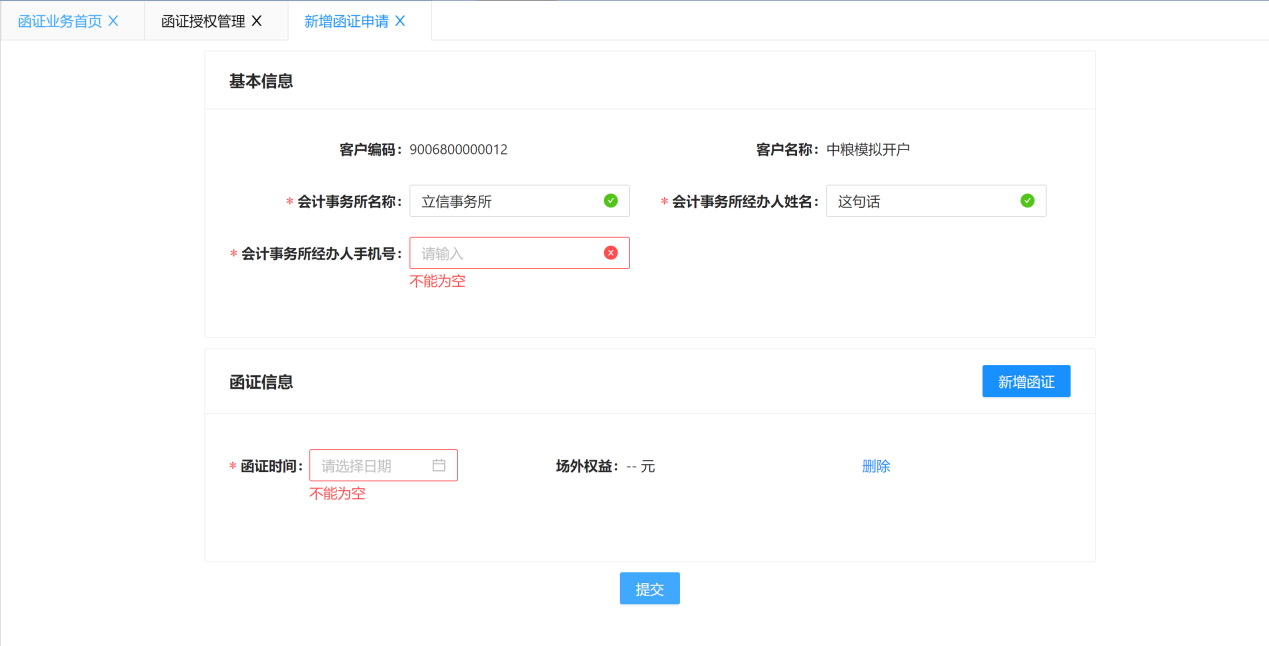 函证业务首页 X 函证授权管理 X 新增函证申请 X
基本信息
客户编码： 9006800000012 客户名称： 中粮模拟开户
* 会计事务所名称： 立信事务所 * 会计事务所经办人姓名： 这句话
* 会计事务所经办人手机号： 请输入
不能为空
函证信息 新增函证
* 函证时间： 请选择日期 场外权益： -- 元 删除
不能为空
提交